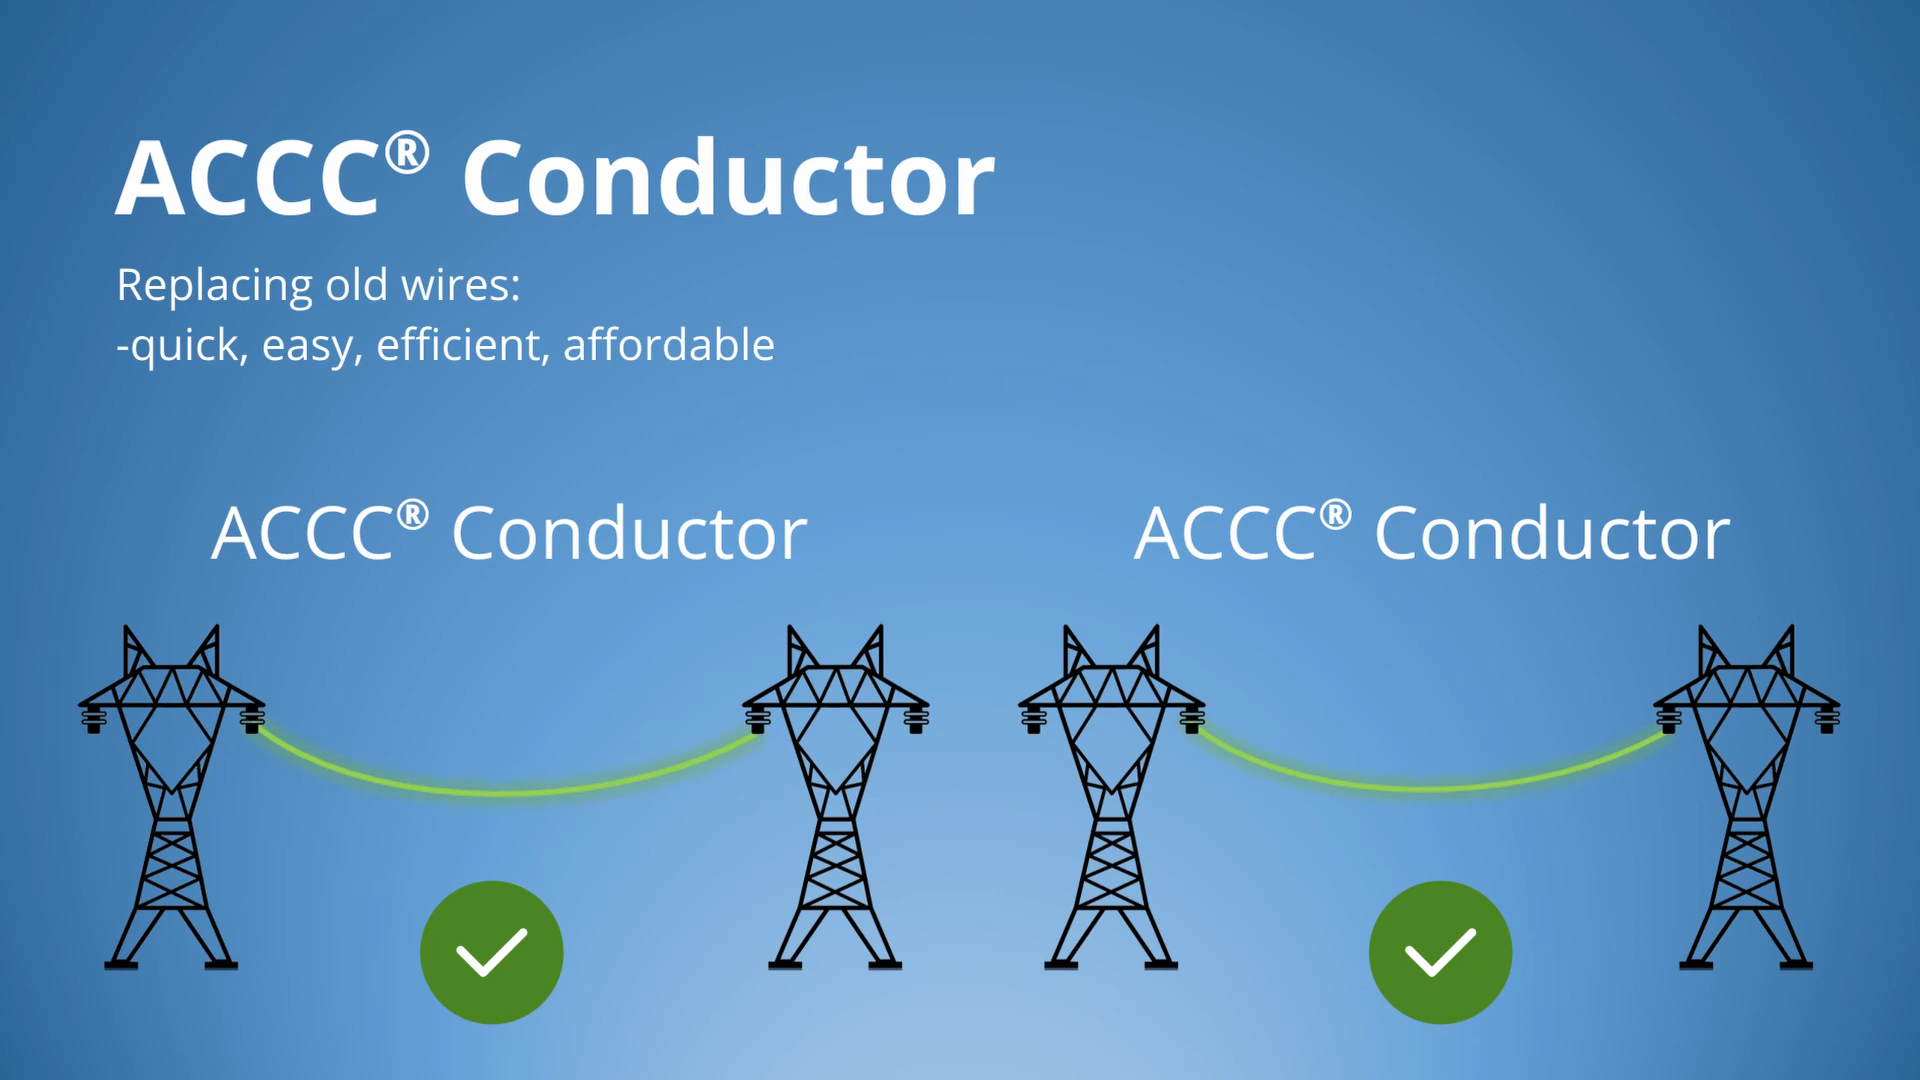 ACCC® Conductor
Replacing old wires:
-quick, easy, efficient, affordable
ACCC® Conductor
ACCC® Conductor